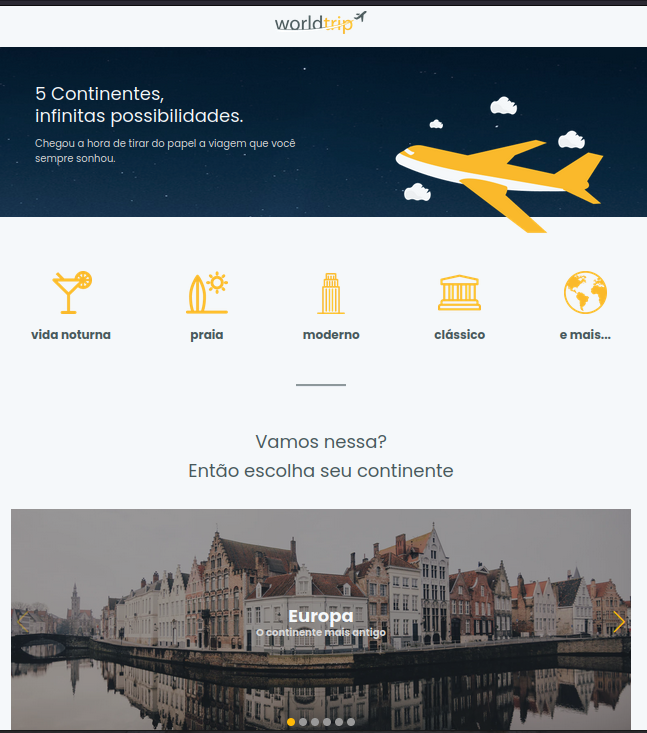 worldtrip
5 Continentes,
infinitas possibilidades.
Chegou a hora de tirar do papel a viagem que você
sempre sonhou.
vida noturna
praia
moderno
clássico
e mais...
Vamos nessa?
Então escolha seu continente
Europa
O continente mais antigo